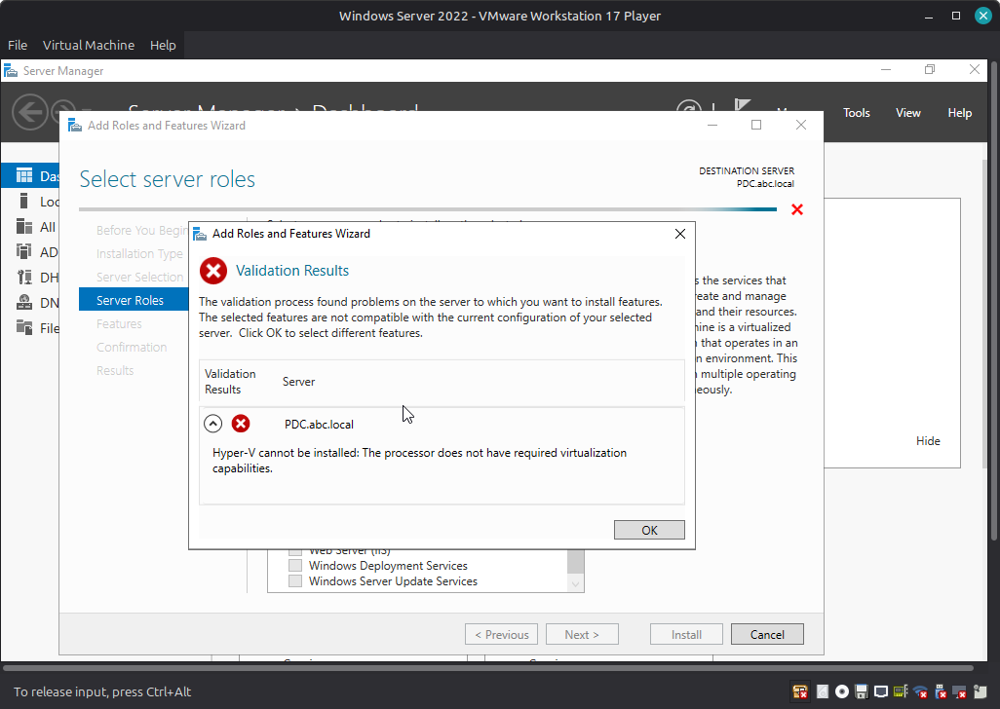 Windows Server 2022 - VMware Workstation 17 Player
File Virtual Machine Help
Server Manager
Tools View Help
Add Roles and Features Wizard
Select server roles
DESTINATION SERVER
PDC.abc.local
Before You Begin
Installation Type
Server Selection
Server Roles
Features
Confirmation
Results
Add Roles and Features Wizard
Validation Results
The validation process found problems on the server to which you want to install features.
The selected features are not compatible with the current configuration of your selected
server. Click OK to select different features.
Validation
Results
Server
PDC.abc.local
Hyper-V cannot be installed: The processor does not have required virtualization
capabilities.
OK
s the services that
reate and manage
and their resources.
hine is a virtualized
that operates in an
n environment. This
multiple operating
eously.
Hide
Das
Loc
All
AD
DH
DN
File
Web Server (IIS)
Windows Deployment Services
Windows Server Update Services
< Previous Next > Install Cancel
To release input, press Ctrl+Alt